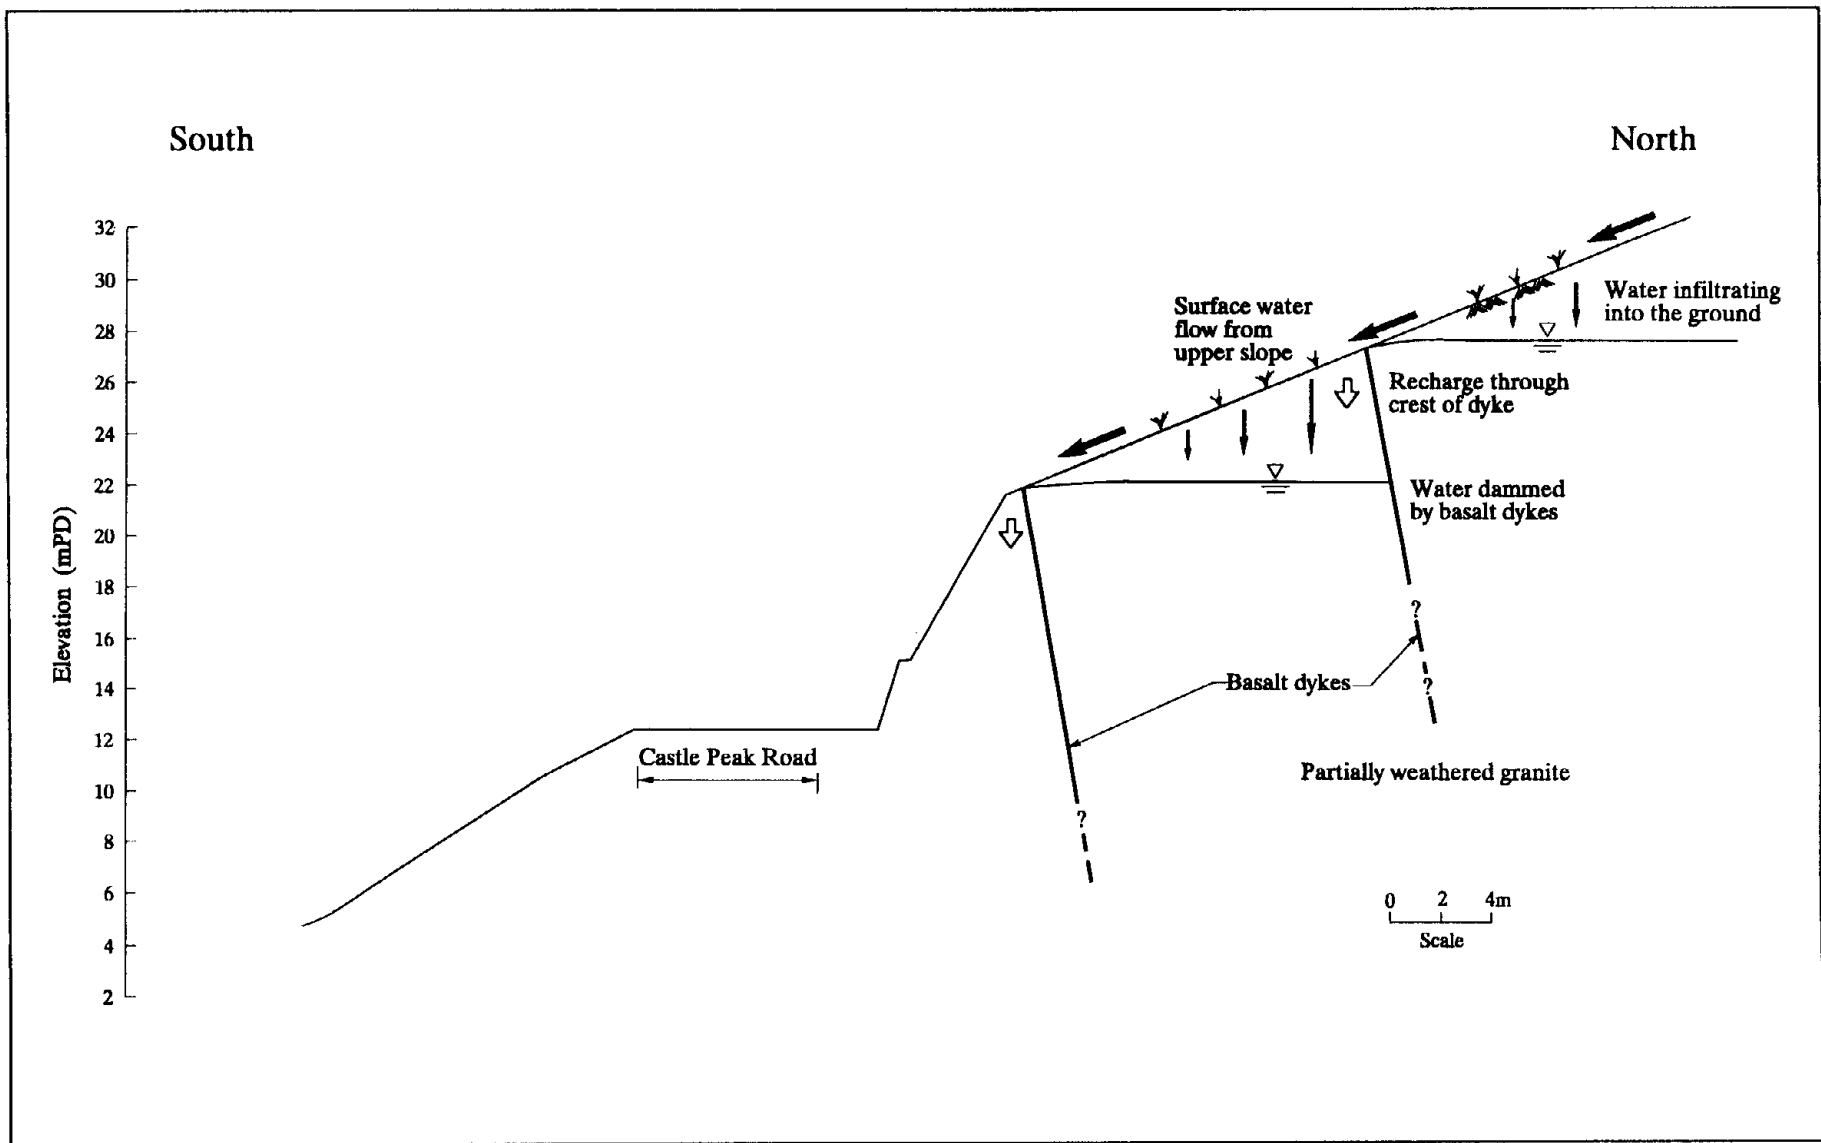 South
North
Elevation (mPD)
32
30
28
26
24
22
20
18
16
14
12
10
8
6
4
2
Surface water
flow from
upper slope
Water infiltrating
into the ground
Recharge through
crest of dyke
Water dammed
by basalt dykes
?
?
Basalt dykes
?
Castle Peak Road
Partially weathered granite
0 2 4m
Scale